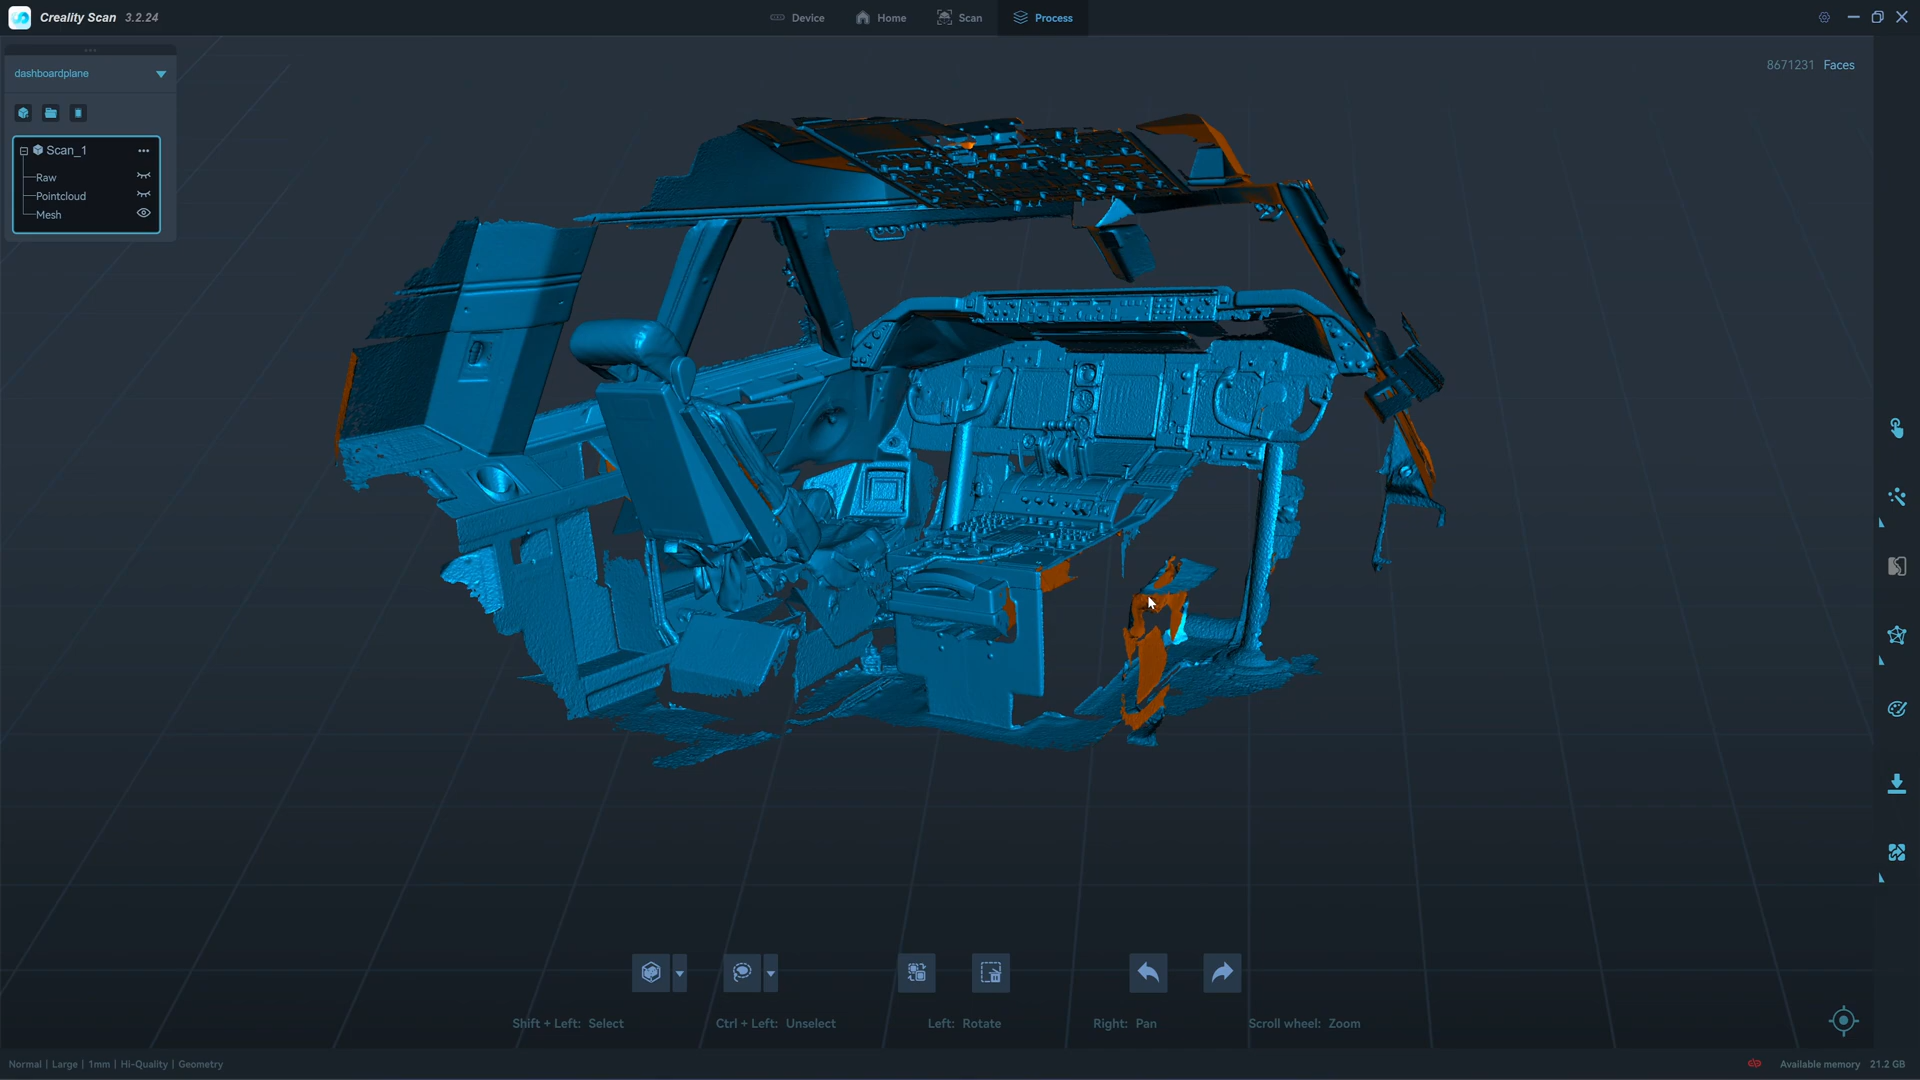 Creality Scan 3.2.24
Device
Home
Scan
Process
dashboardplane
8671231 Faces
Scan_1
Raw
Pointcloud
Mesh
Shift + Left: Select
Ctrl + Left: Unselect
Left: Rotate
Right: Pan
Scroll wheel: Zoom
Normal | Large | 1mm | Hi-Quality | Geometry
Available memory 21.2 GB